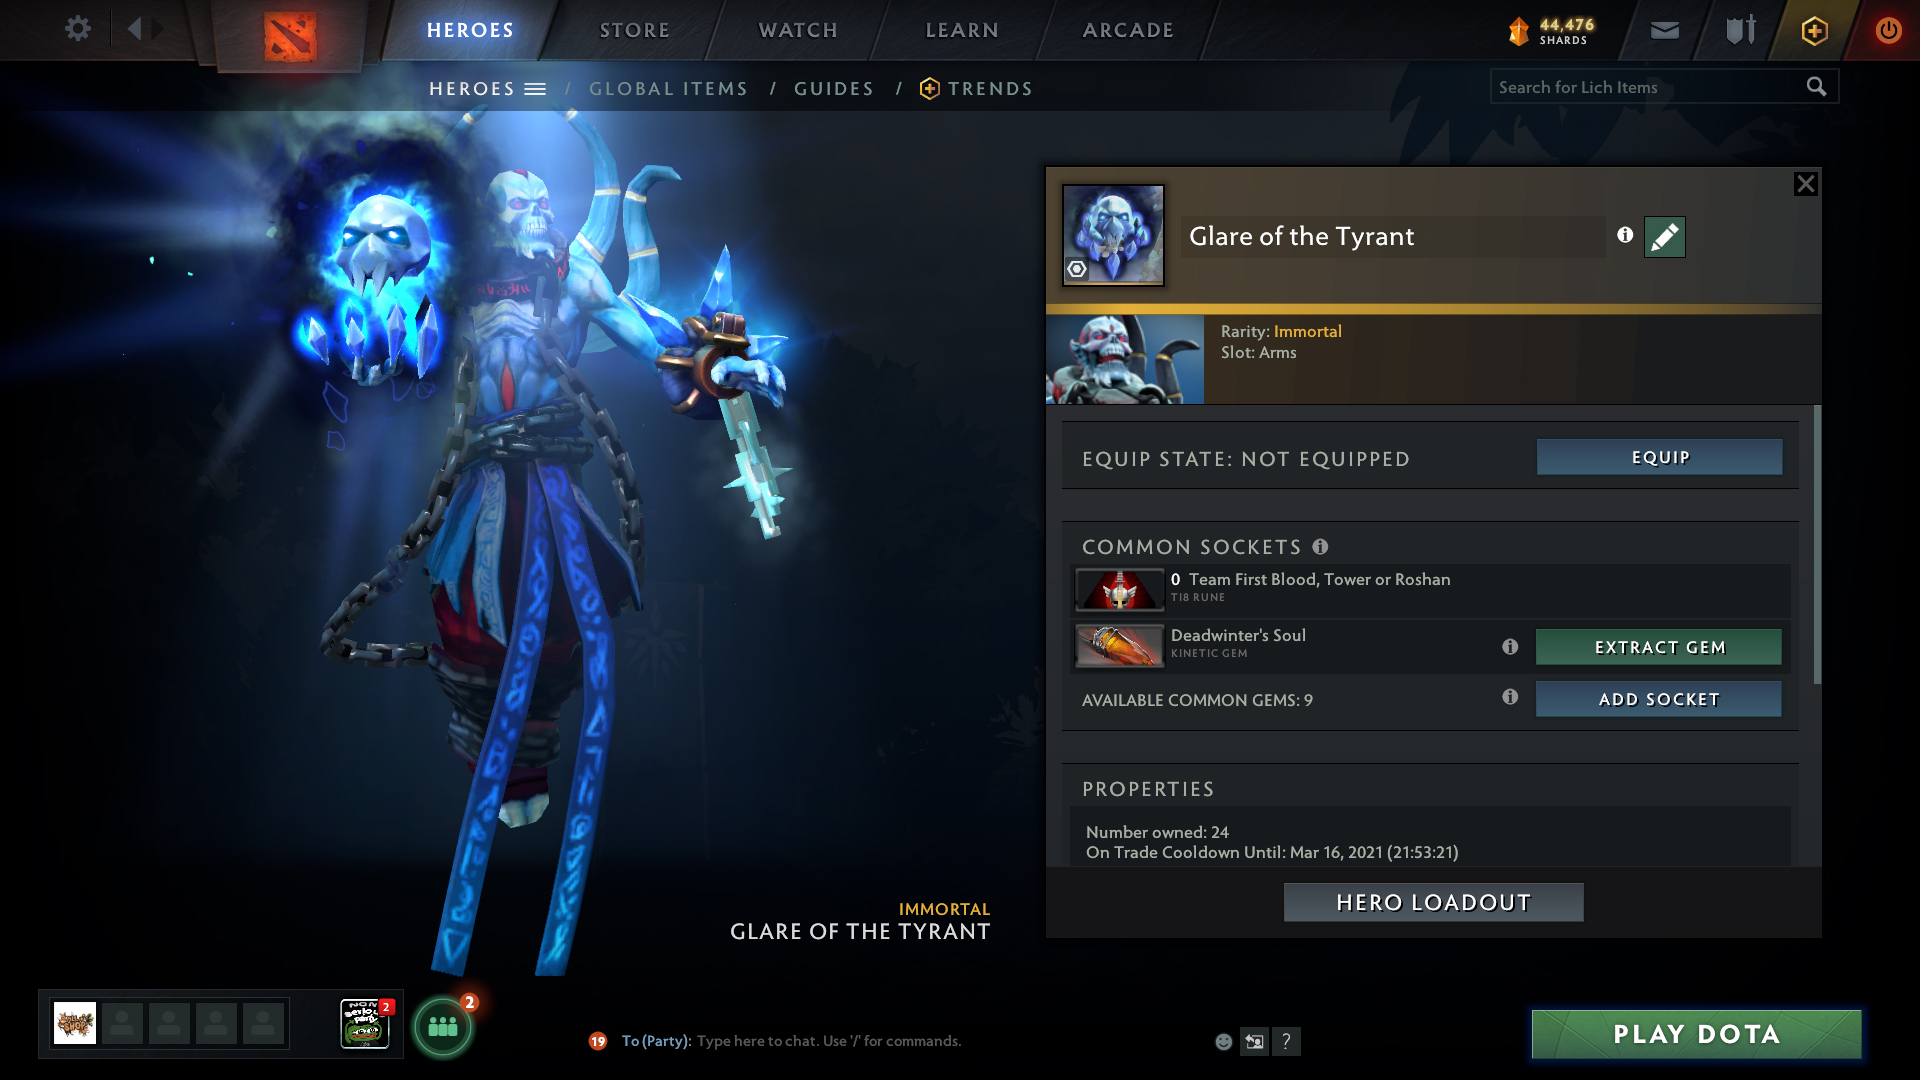 HEROES
STORE
WATCH
LEARN
ARCADE
44,476
SHARDS
HEROES / GLOBAL ITEMS / GUIDES / TRENDS
Search for Lich Items
Glare of the Tyrant
Rarity: Immortal
Slot: Arms
EQUIP STATE: NOT EQUIPPED
EQUIP
COMMON SOCKETS
0 Team First Blood, Tower or Roshan
TI8 RUNE
Deadwinter's Soul
KINETIC GEM
EXTRACT GEM
AVAILABLE COMMON GEMS: 9
ADD SOCKET
PROPERTIES
Number owned: 24
On Trade Cooldown Until: Mar 16, 2021 (21:53:21)
HERO LOADOUT
IMMORTAL
GLARE OF THE TYRANT
2
2
19
To (Party): Type here to chat. Use '/' for commands.
?
PLAY DOTA